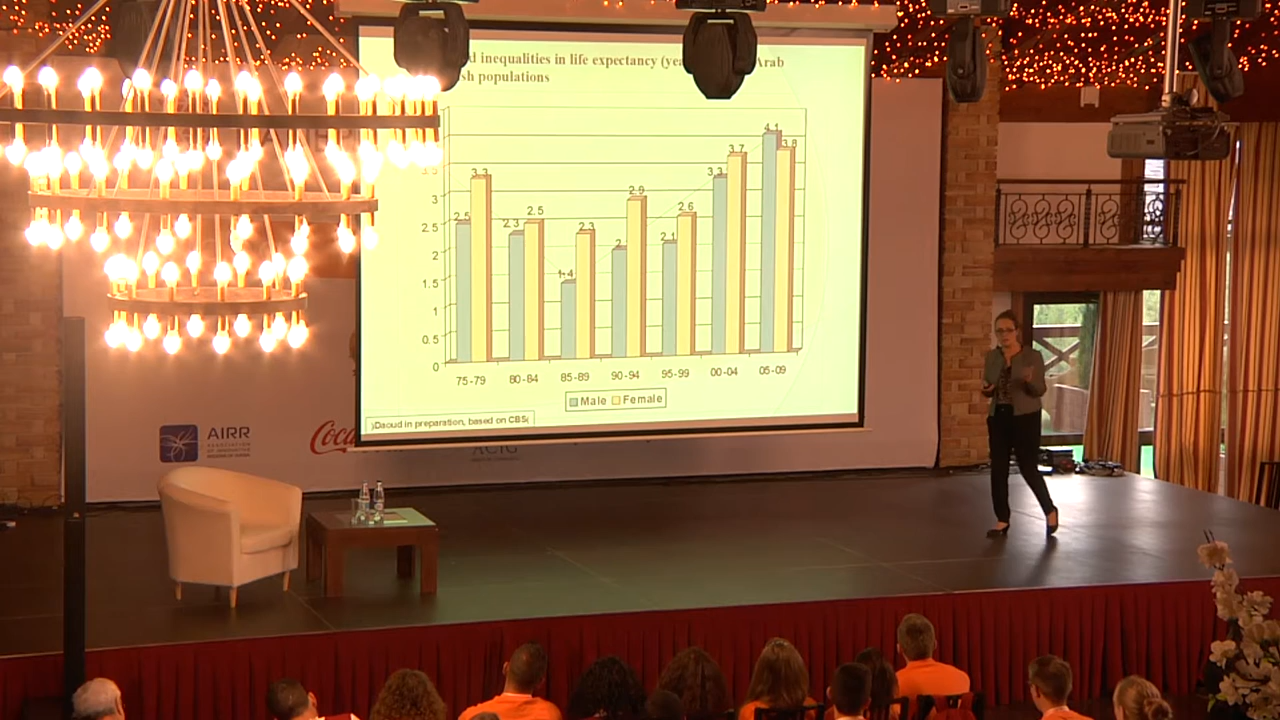 inequalities in life expectancy Arab
populations
3.5
3
2.5
2
1.5
1
0.5
0
2.5 3.3 2.3 2.5 1.4 2.3 2 2.9 2.1 2.6 3.3 3.7 4.1 3.8
75-79 80-84 85-89 90-94 95-99 00-04 05-09
Male Female
)Daoud in preparation, based on CBS(
AIRR
ACIG